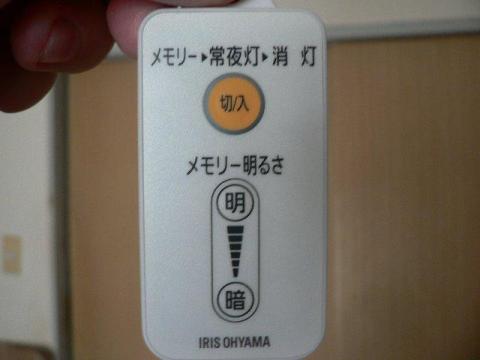 メモリー▶常夜灯▶消 灯
切/入
メモリー明るさ
明
暗
IRIS OHYAMA